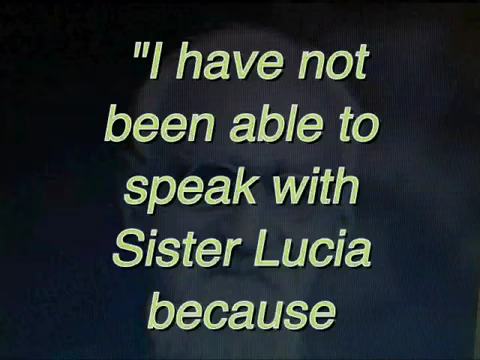 "I have not
been able to
speak with
Sister Lucia
because